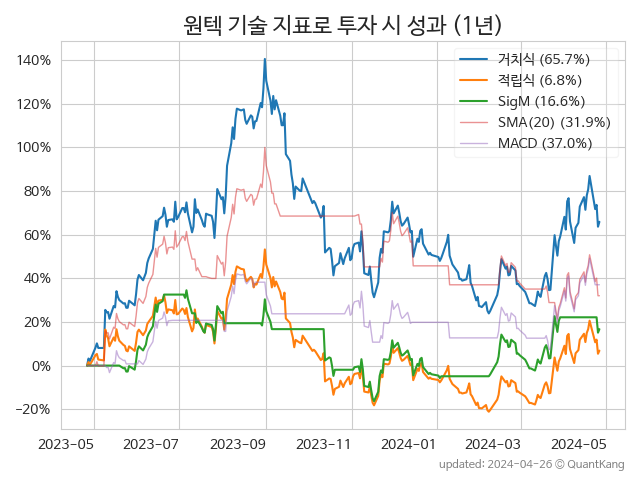 원텍 기술 지표로 투자 시 성과 (1년)
거치식 (65.7%)
적립식 (6.8%)
SigM (16.6%)
SMA(20) (31.9%)
MACD (37.0%)
140%
120%
100%
80%
60%
40%
20%
0%
−20%
2023-05 2023-07 2023-09 2023-11 2024-01 2024-03 2024-05
updated: 2024-04-26 © QuantKang